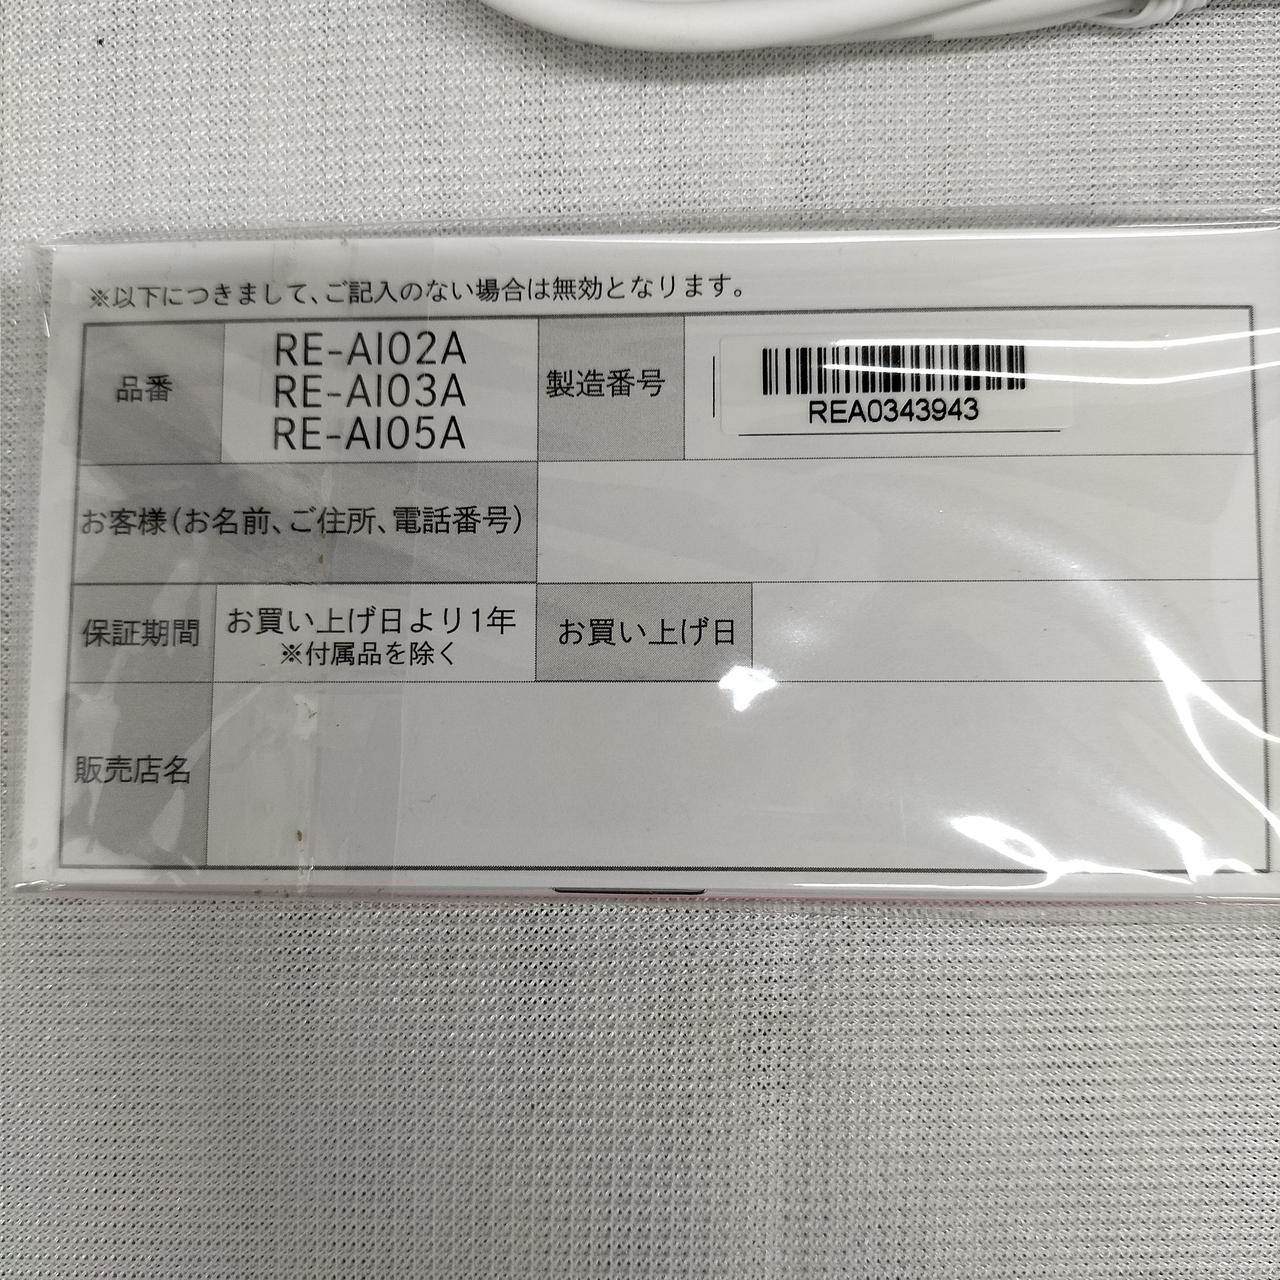 ※以下につきまして、ご記入のない場合は無効となります。
品番
RE-AI02A
RE-AI03A
RE-AI05A
製造番号
REA0343943
お客様(お名前、ご住所、電話番号)
保証期間
お買い上げ日より1年
※付属品を除く
お買い上げ日
販売店名